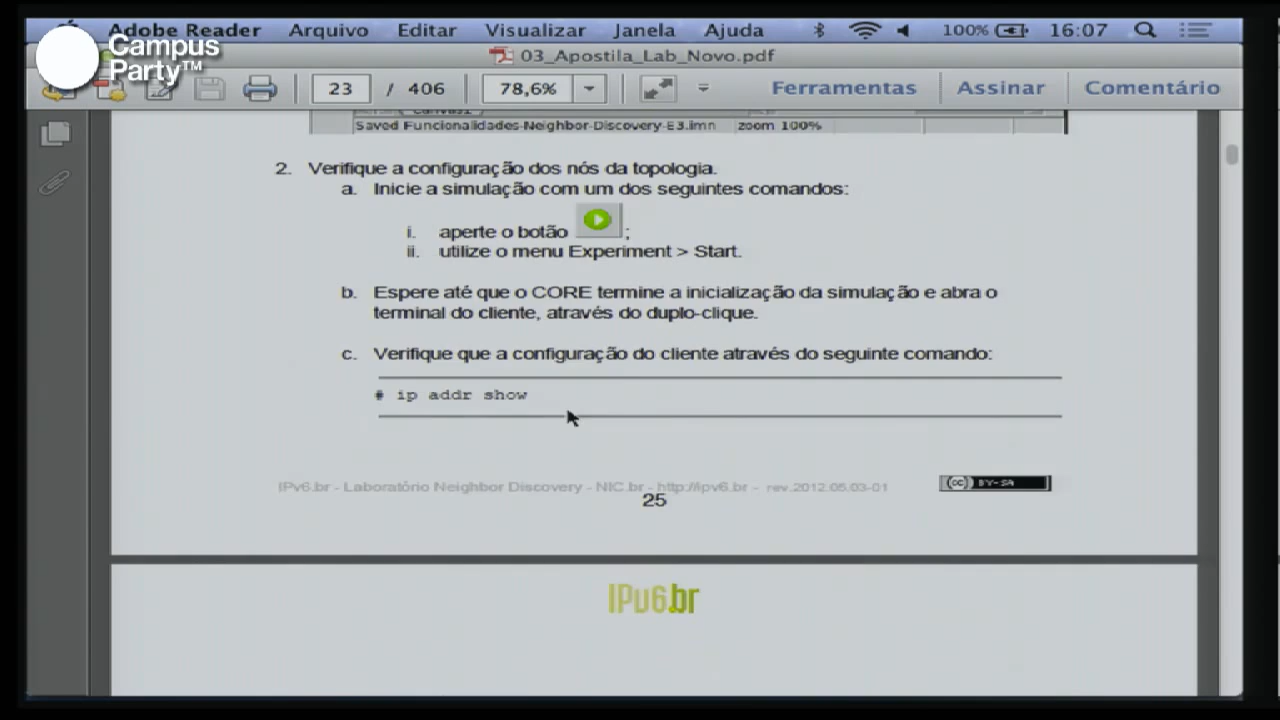 Adobe Reader Arquivo Editar Visualizar Janela Ajuda 100% 16:07
Campus
Party™
03_Apostila_Lab_Novo.pdf
23 / 406 78,6% Ferramentas Assinar Comentário
Saved Funcionalidades-Neighbor-Discovery-E3.imn zoom 100%
2. Verifique a configuração dos nós da topologia.
a. Inicie a simulação com um dos seguintes comandos:
i. aperte o botão ;
ii. utilize o menu Experiment > Start.
b. Espere até que o CORE termine a inicialização da simulação e abra o
terminal do cliente, através do duplo-clique.
c. Verifique que a configuração do cliente através do seguinte comando:
# ip addr show
IPv6.br - Laboratório Neighbor Discovery - NIC.br - http://ipv6.br - rev.2012.05.03-01
(cc) BY-SA
25
IPv6.br